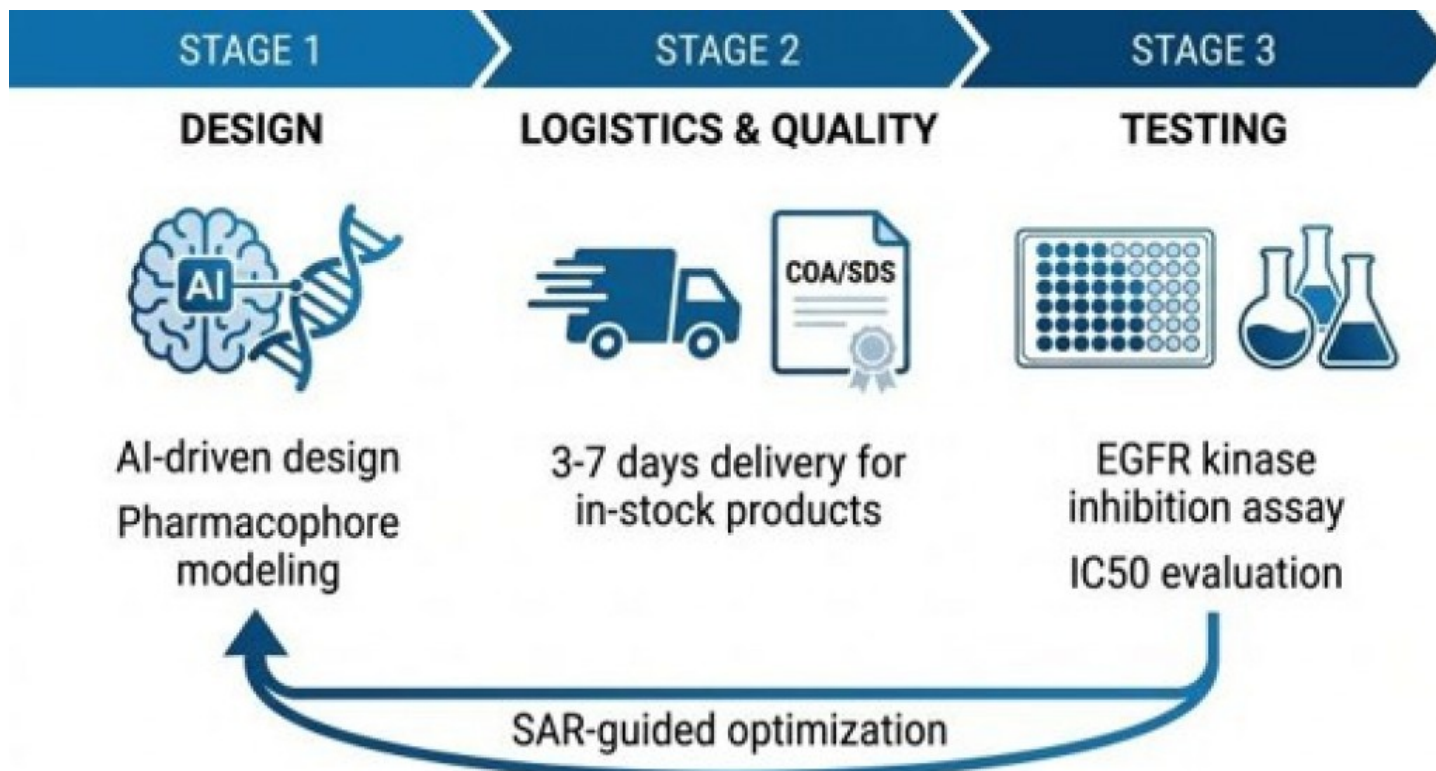 STAGE 1
STAGE 2
STAGE 3
DESIGN
LOGISTICS & QUALITY
TESTING
AI
COA/SDS
AI-driven design
Pharmacophore
modeling
3-7 days delivery for
in-stock products
EGFR kinase
inhibition assay
IC50 evaluation
SAR-guided optimization